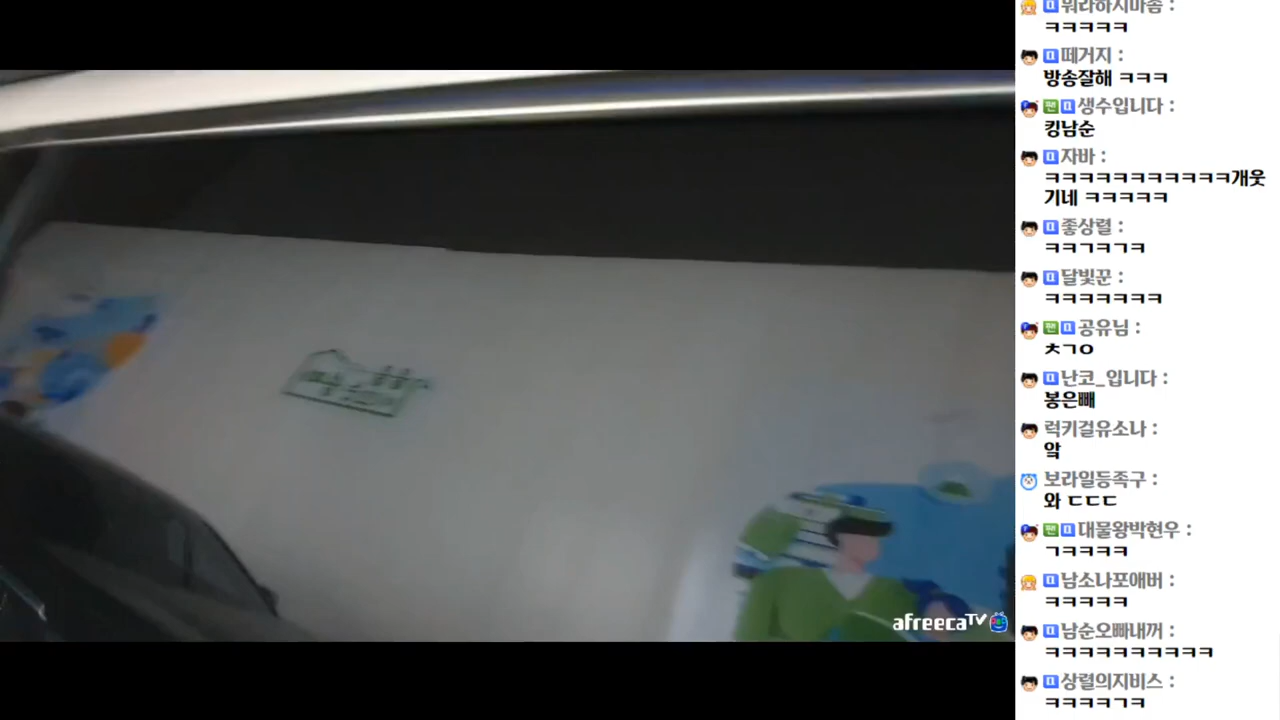 afreecaTV
뭐라하지마좀 :
ㅋㅋㅋㅋㅋ
떼거지 :
방송잘해 ㅋㅋㅋ
생수입니다 :
킹남순
자바 :
ㅋㅋㅋㅋㅋㅋㅋㅋㅋㅋㅋ개웃
기네 ㅋㅋㅋㅋㅋ
좋상렬 :
ㅋㅋㄱㅋㄱㅋ
달빛꾼 :
ㅋㅋㅋㅋㅋㅋㅋ
공유님 :
ㅊㄱㅇ
난코_입니다 :
봉은빼
럭키걸유소나 :
앜
보라일등족구 :
와 ㄷㄷㄷ
대물왕박현우 :
ㄱㅋㅋㅋㅋ
남소나포애버 :
ㅋㅋㅋㅋㅋ
남순오빠내꺼 :
ㅋㅋㅋㅋㅋㅋㅋㅋㅋㅋ
상렬의지비스 :
ㅋㅋㅋㅋㄱㅋ